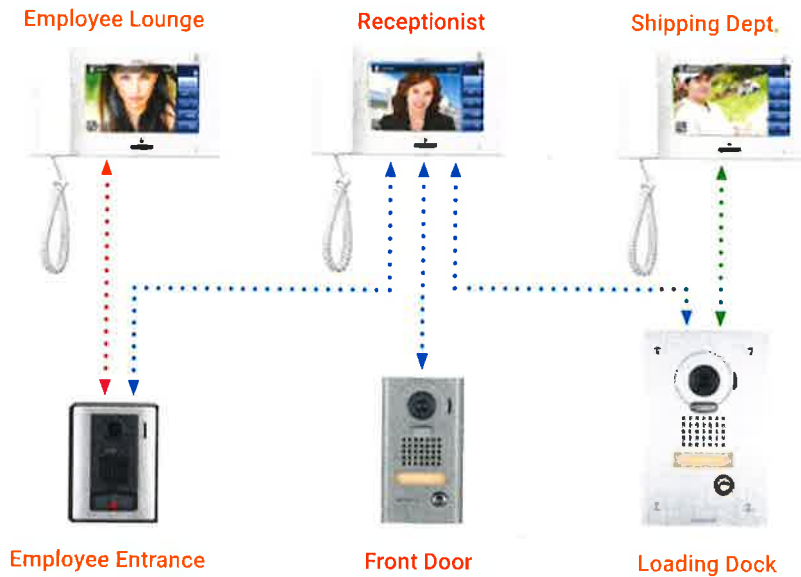 Employee Lounge
Receptionist
Shipping Dept.
Employee Entrance
Front Door
Loading Dock